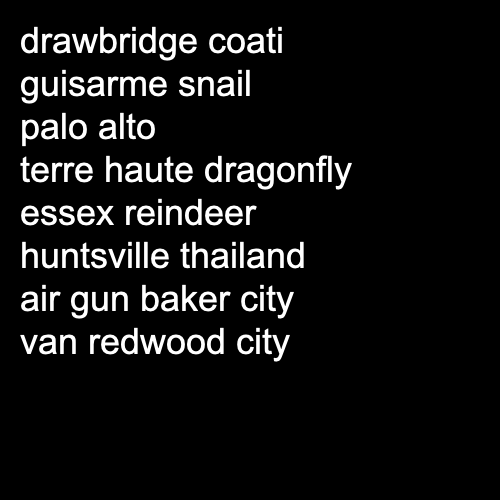 drawbridge coati
guisarme snail
palo alto
terre haute dragonfly
essex reindeer
huntsville thailand
air gun baker city
van redwood city